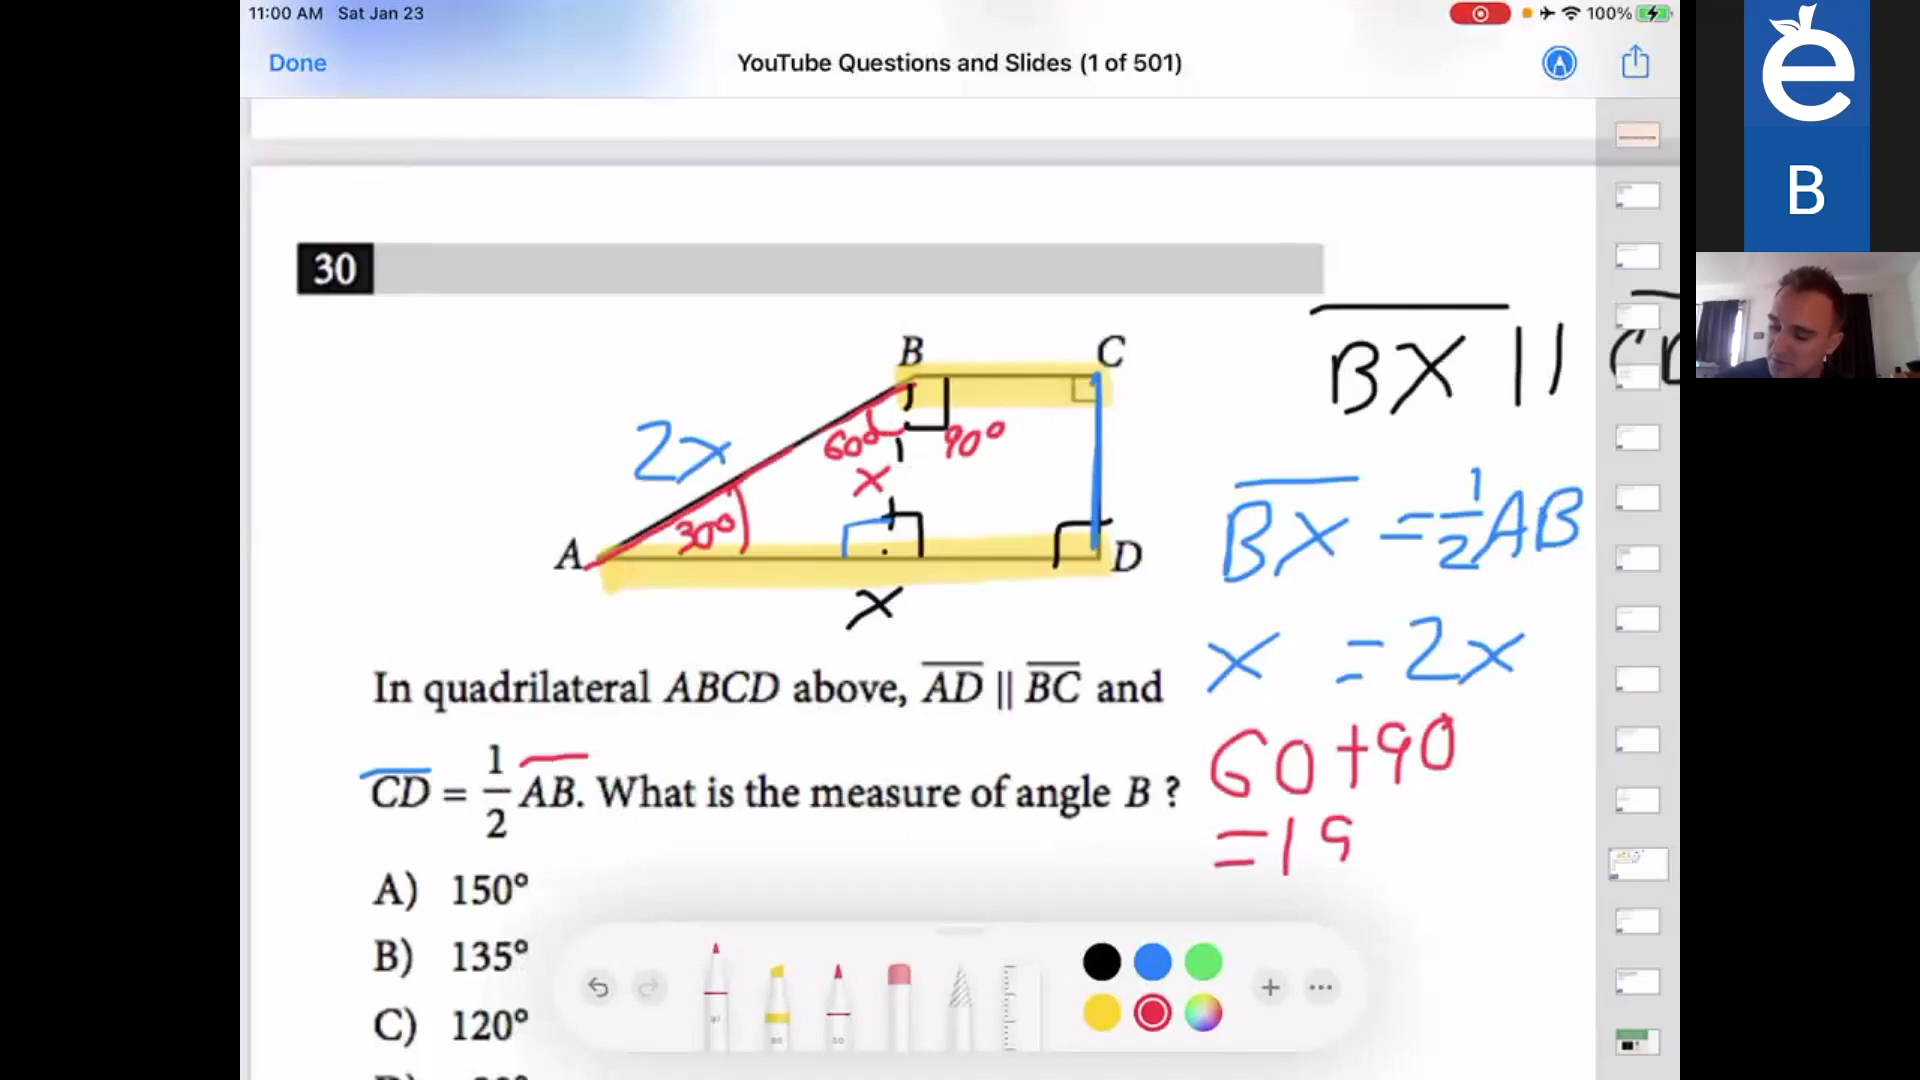 11:00 AM Sat Jan 23
100%
Done
YouTube Questions and Slides (1 of 501)
e
B
30
B
C
BX ||
2x
60°
90°
x
30°
A
D
x
BX = 1/2 AB
x = 2x
In quadrilateral ABCD above, AD || BC and
CD = 1/2 AB. What is the measure of angle B ?
60+90
=15
A) 150°
B) 135°
C) 120°